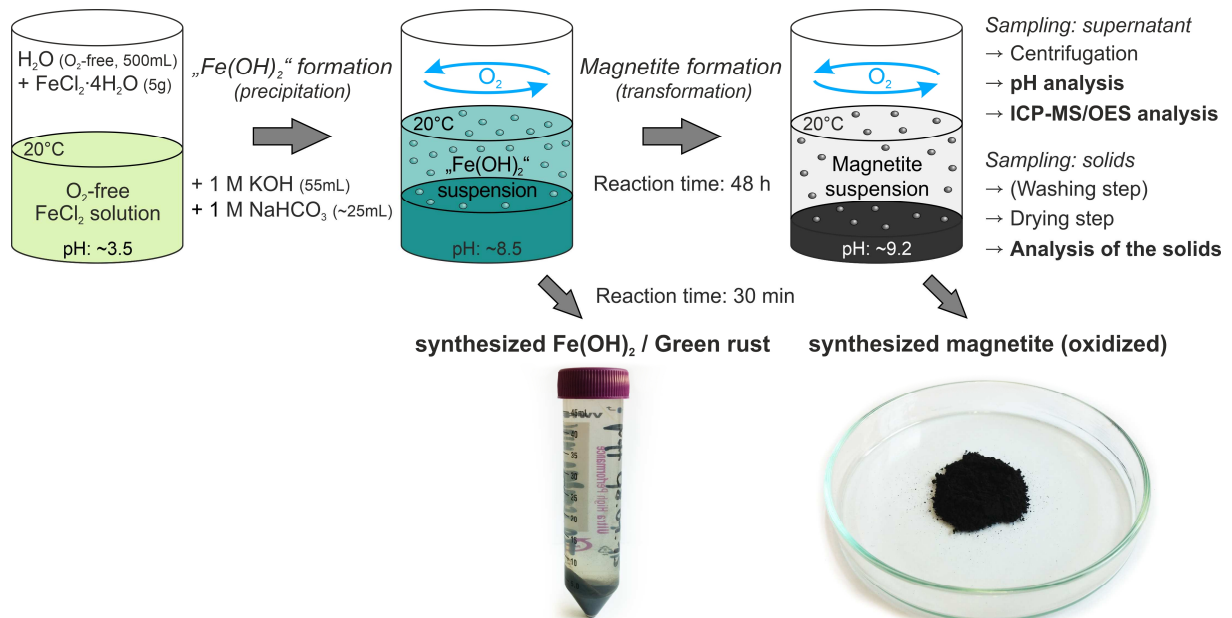 H₂O (O₂-free, 500mL)
+ FeCl₂·4H₂O (5g)
20°C
O₂-free
FeCl₂ solution
pH: ~3.5
„Fe(OH)₂“ formation
(precipitation)
+ 1 M KOH (55mL)
+ 1 M NaHCO₃ (~25mL)
O₂
20°C
„Fe(OH)₂“
suspension
pH: ~8.5
Magnetite formation
(transformation)
Reaction time: 48 h
O₂
20°C
Magnetite
suspension
pH: ~9.2
Sampling: supernatant
→ Centrifugation
→ pH analysis
→ ICP-MS/OES analysis
Sampling: solids
→ (Washing step)
→ Drying step
→ Analysis of the solids
Reaction time: 30 min
synthesized Fe(OH)₂ / Green rust
synthesized magnetite (oxidized)
Ultra High Performance